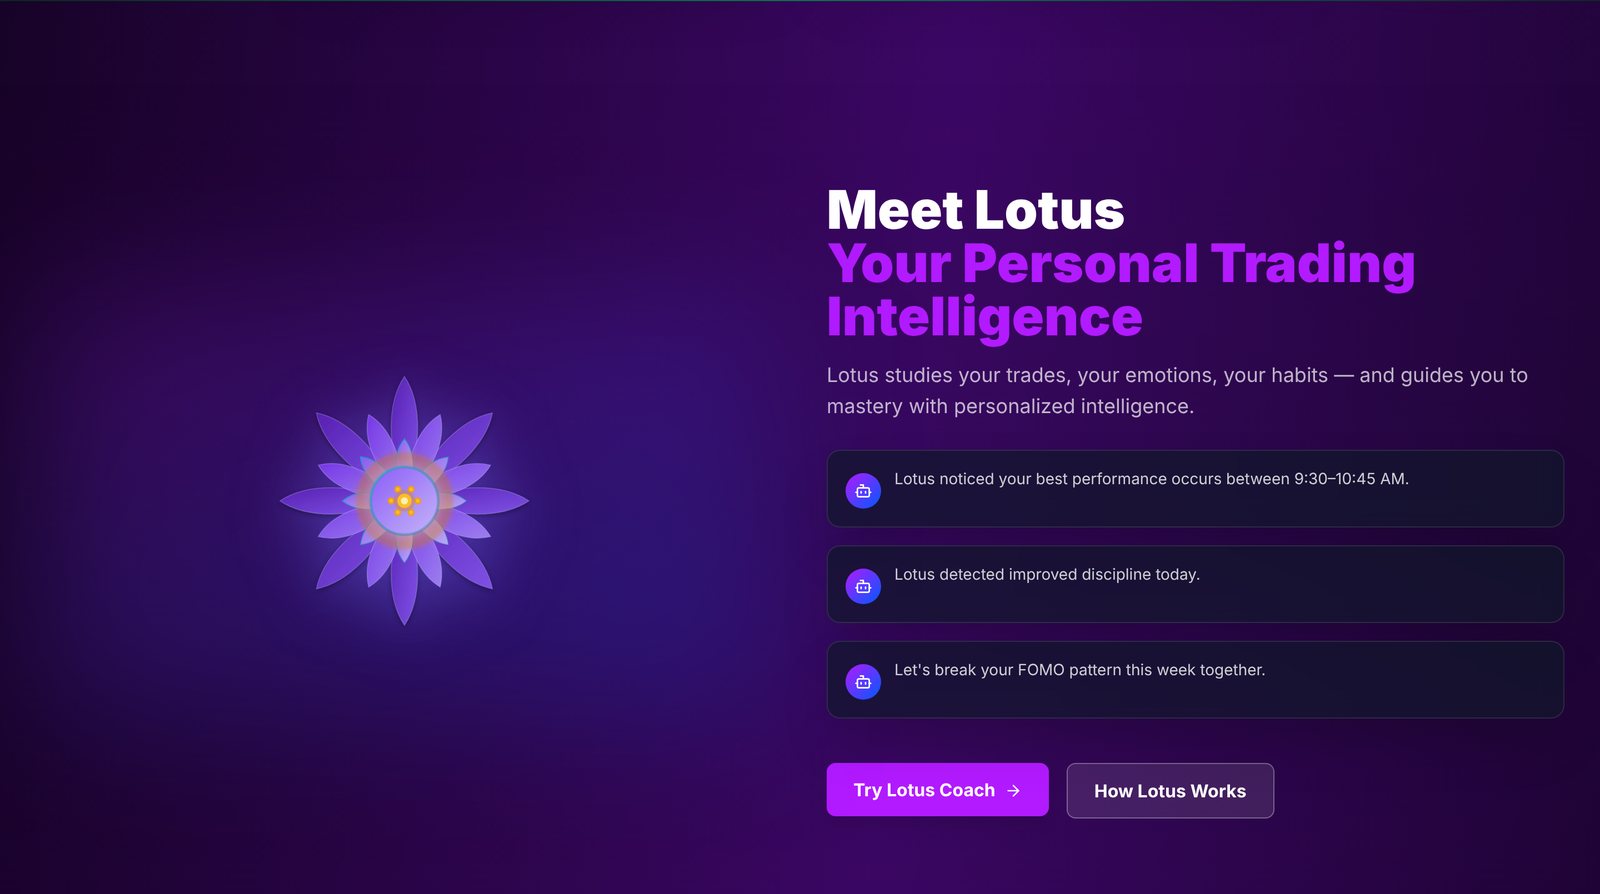 Meet Lotus
Your Personal Trading
Intelligence
Lotus studies your trades, your emotions, your habits — and guides you to
mastery with personalized intelligence.
Lotus noticed your best performance occurs between 9:30–10:45 AM.
Lotus detected improved discipline today.
Let's break your FOMO pattern this week together.
Try Lotus Coach →
How Lotus Works